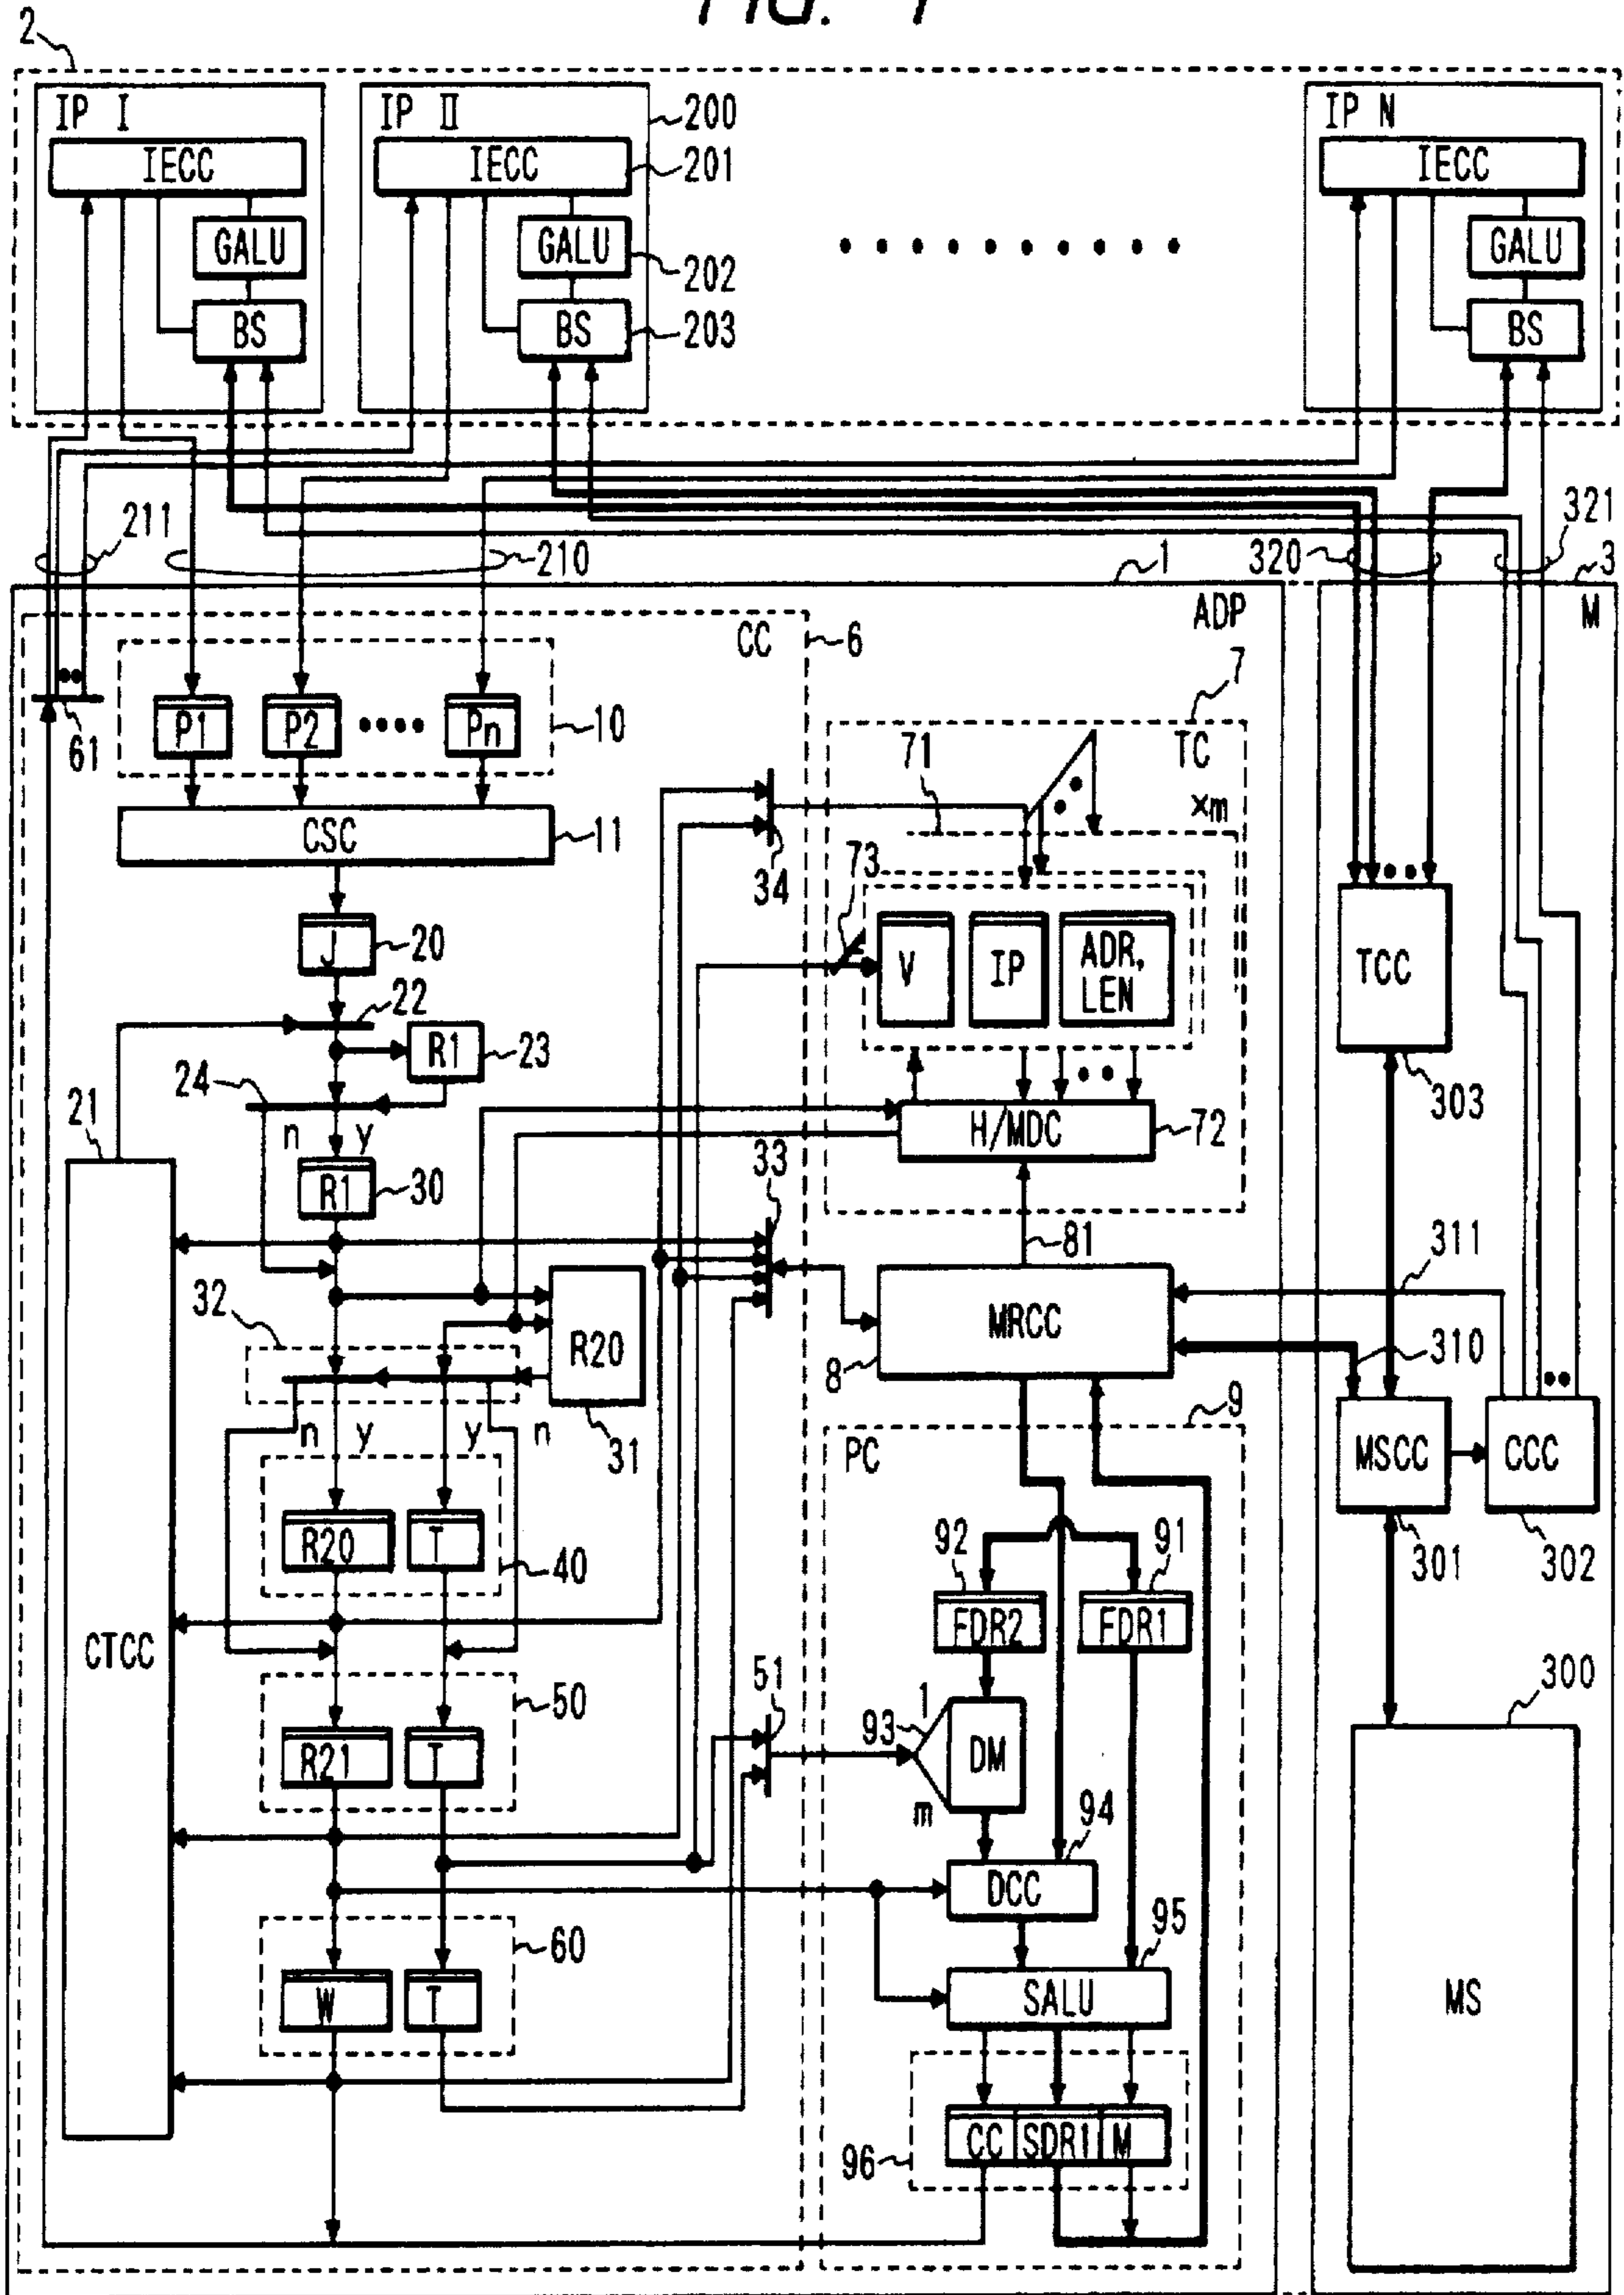 FIG. 1
2
IP I
IP II
200
IP N
IECC
IECC
201
IECC
GALU
GALU
202
GALU
BS
BS
203
BS
211
210
1
320
321
3
CC
6
ADP
M
7
61
P1
P2
Pn
10
71
TC
xm
CSC
11
34
73
J
20
V
IP
ADR,
LEN
TCC
22
R1
23
24
21
n
y
H/MDC
72
303
R1
30
33
81
311
32
R20
MRCC
8
310
31
n
y
y
n
9
PC
MSCC
CCC
92
91
R20
T
40
301
302
FDR2
FDR1
CTCC
51
300
50
1
93
DM
R21
T
m
94
DCC
60
95
W
T
SALU
MS
CC
SDR1
M
96